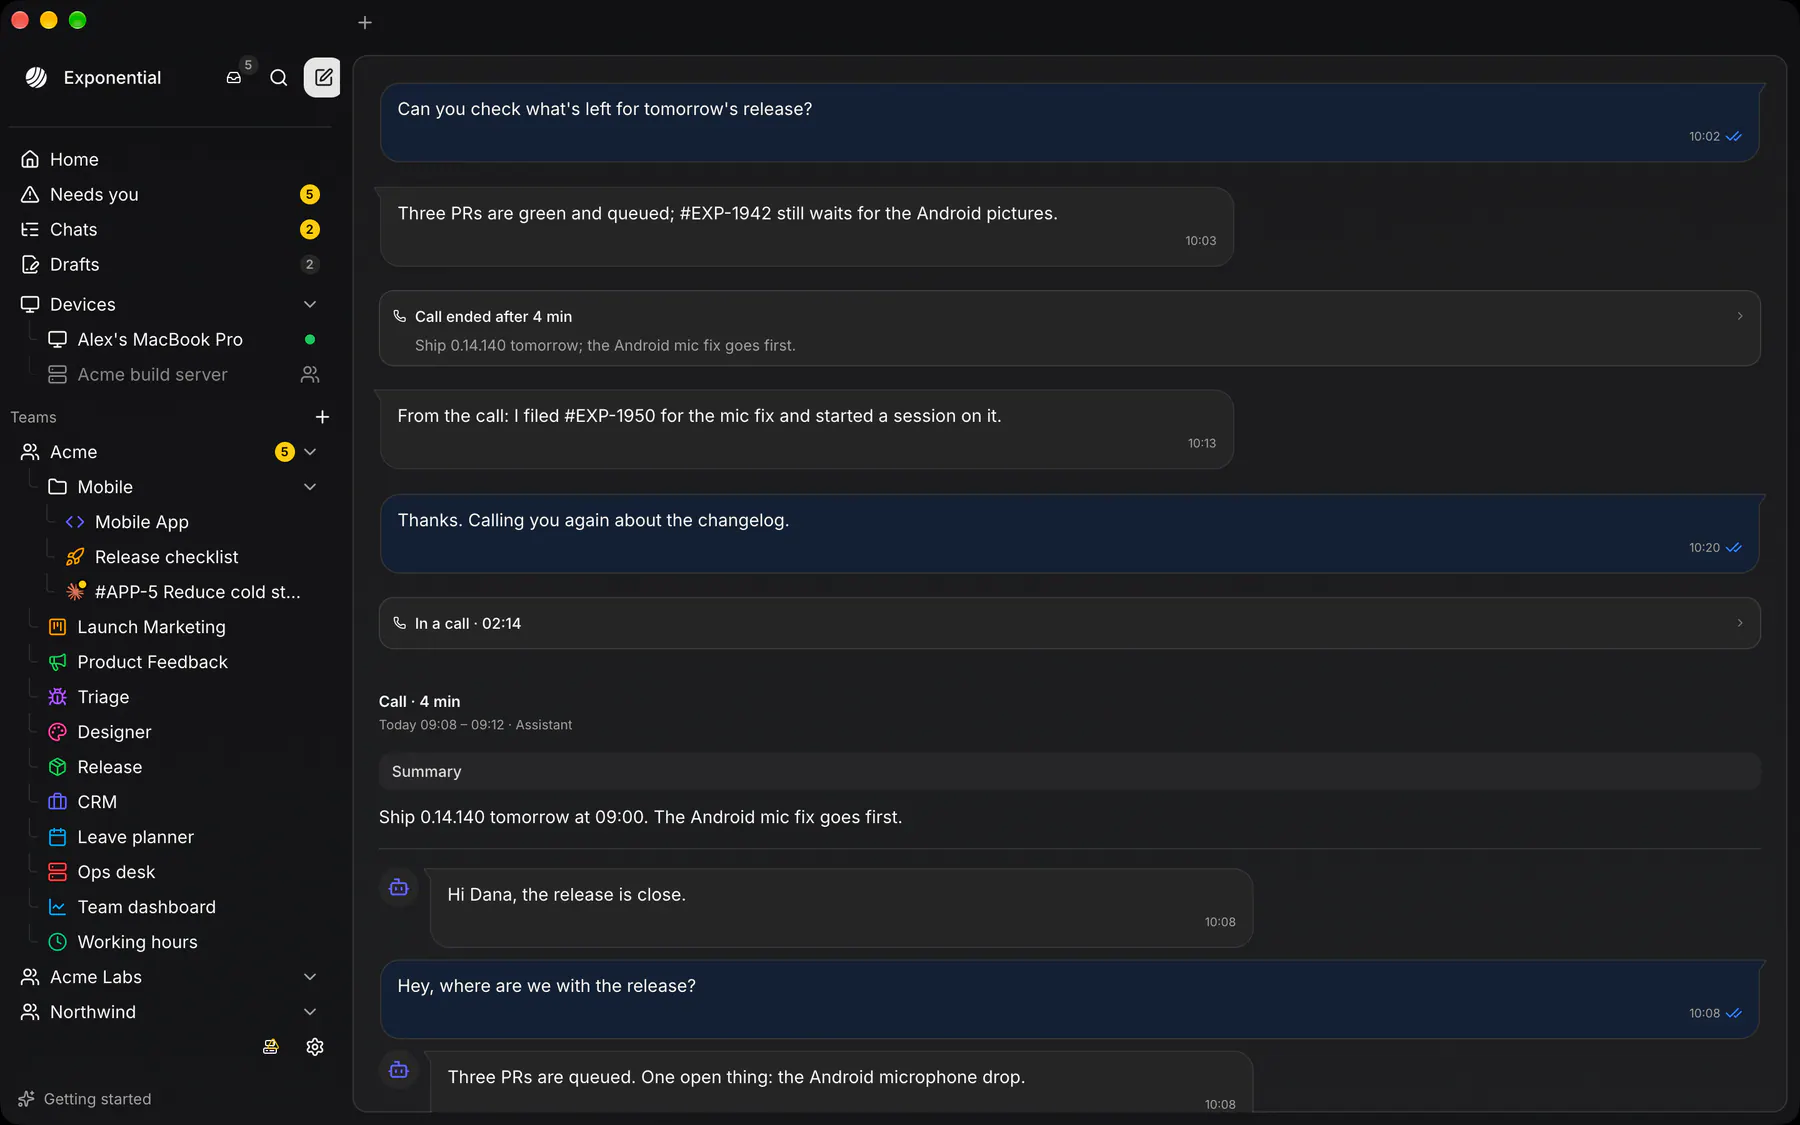 Exponential
5
Home
Needs you
5
Chats
2
Drafts
2
Devices
Alex's MacBook Pro
Acme build server
Teams
Acme
5
Mobile
Mobile App
Release checklist
#APP-5 Reduce cold st...
Launch Marketing
Product Feedback
Triage
Designer
Release
CRM
Leave planner
Ops desk
Team dashboard
Working hours
Acme Labs
Northwind
Getting started
Can you check what's left for tomorrow's release?
10:02
Three PRs are green and queued; #EXP-1942 still waits for the Android pictures.
10:03
Call ended after 4 min
Ship 0.14.140 tomorrow; the Android mic fix goes first.
From the call: I filed #EXP-1950 for the mic fix and started a session on it.
10:13
Thanks. Calling you again about the changelog.
10:20
In a call · 02:14
Call · 4 min
Today 09:08 – 09:12 · Assistant
Summary
Ship 0.14.140 tomorrow at 09:00. The Android mic fix goes first.
Hi Dana, the release is close.
10:08
Hey, where are we with the release?
10:08
Three PRs are queued. One open thing: the Android microphone drop.
10:08